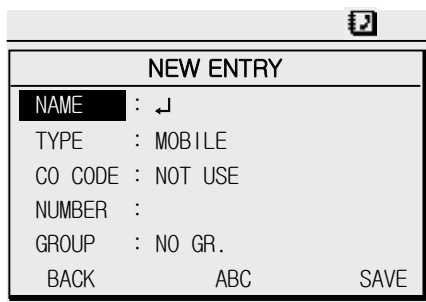 NEW ENTRY
NAME : ↵
TYPE : MOBILE
CO CODE : NOT USE
NUMBER :
GROUP : NO GR.
BACK ABC SAVE